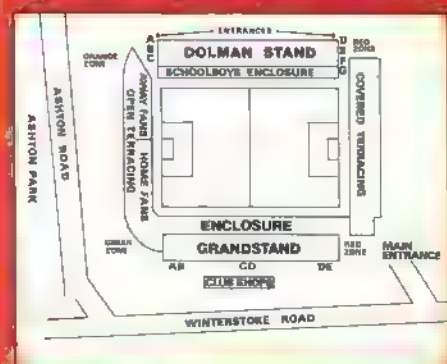 ENTRANCES
A
B
C
DOLMAN STAND
D
E
F
G
RED ZONE
ORANGE ZONE
SCHOOLBOYS ENCLOSURE
ASHTON PARK
ASHTON ROAD
OPEN TERRACING
AWAY FANS
HOME FANS
COVERED TERRACING
ENCLOSURE
GRANDSTAND
ZONE
RED ZONE
MAIN ENTRANCE
AB
CD
DE
CLUB SHOPS
WINTERSTOKE ROAD